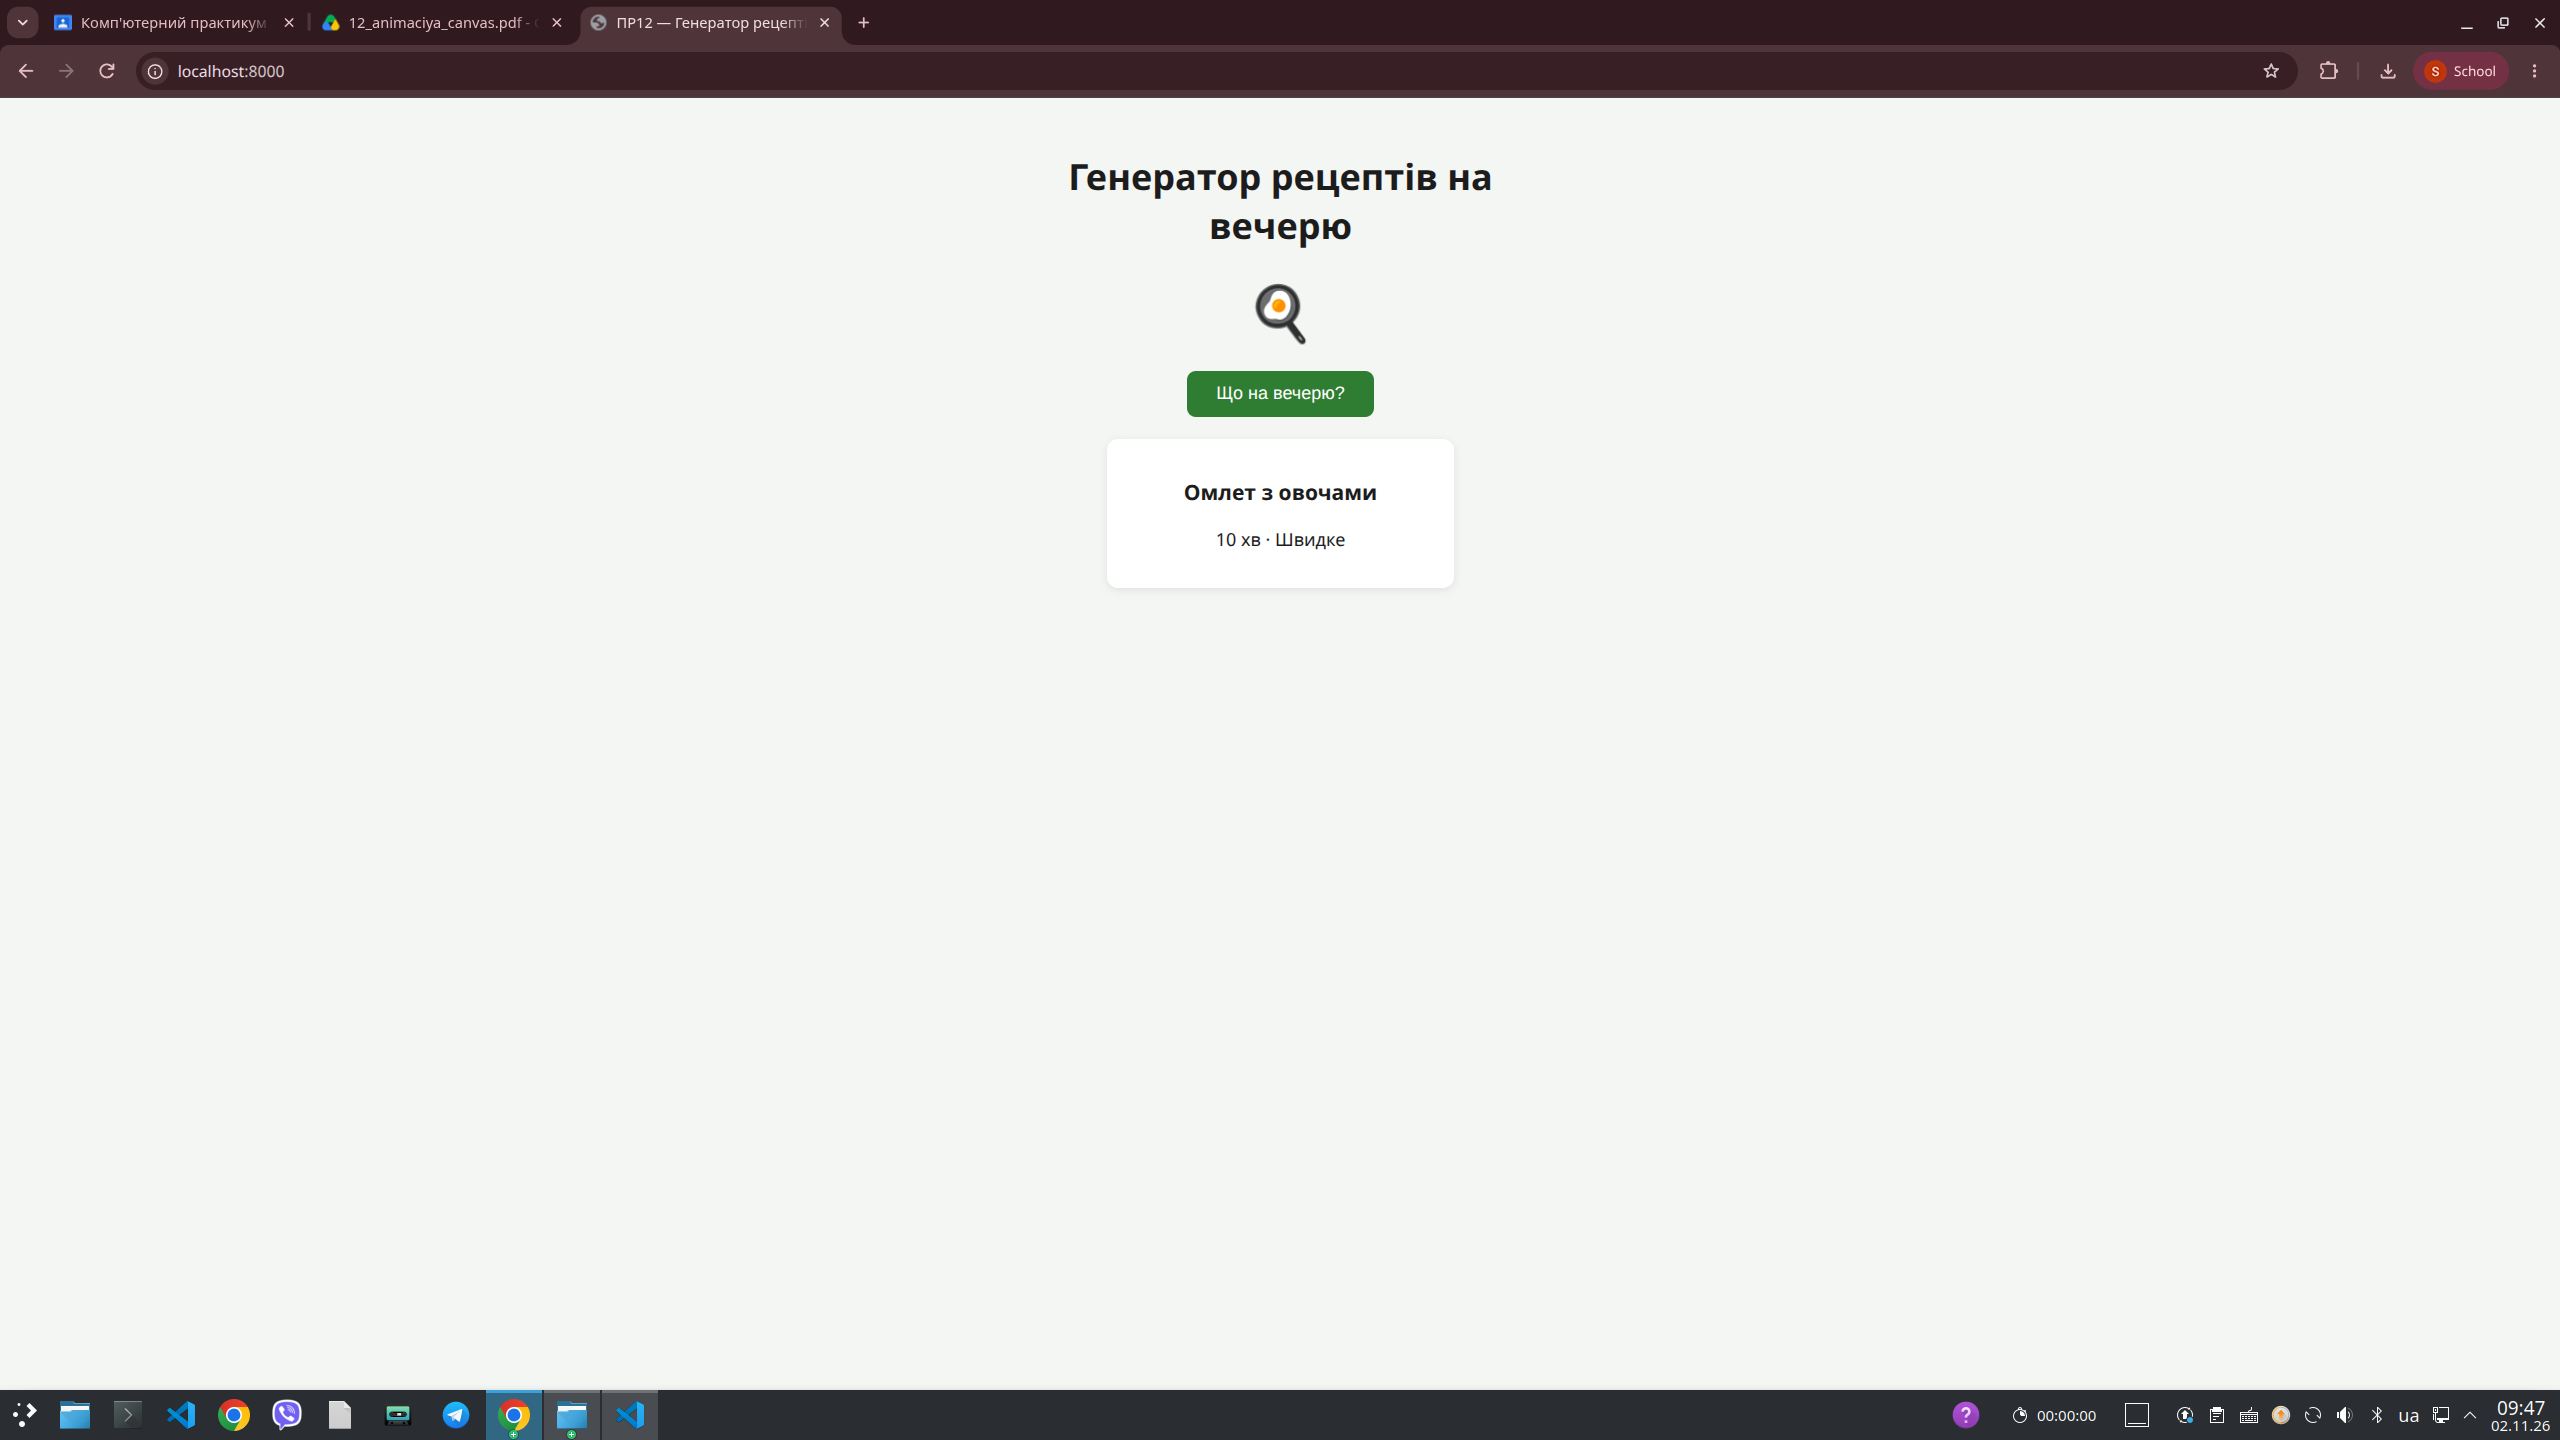 Комп'ютерний практикум
12_animaciya_canvas.pdf -
ПР12 — Генератор рецепті
localhost:8000
S School
Генератор рецептів на
вечерю
Що на вечерю?
Омлет з овочами
10 хв · Швидке
? 00:00:00 ua 09:47
02.11.26